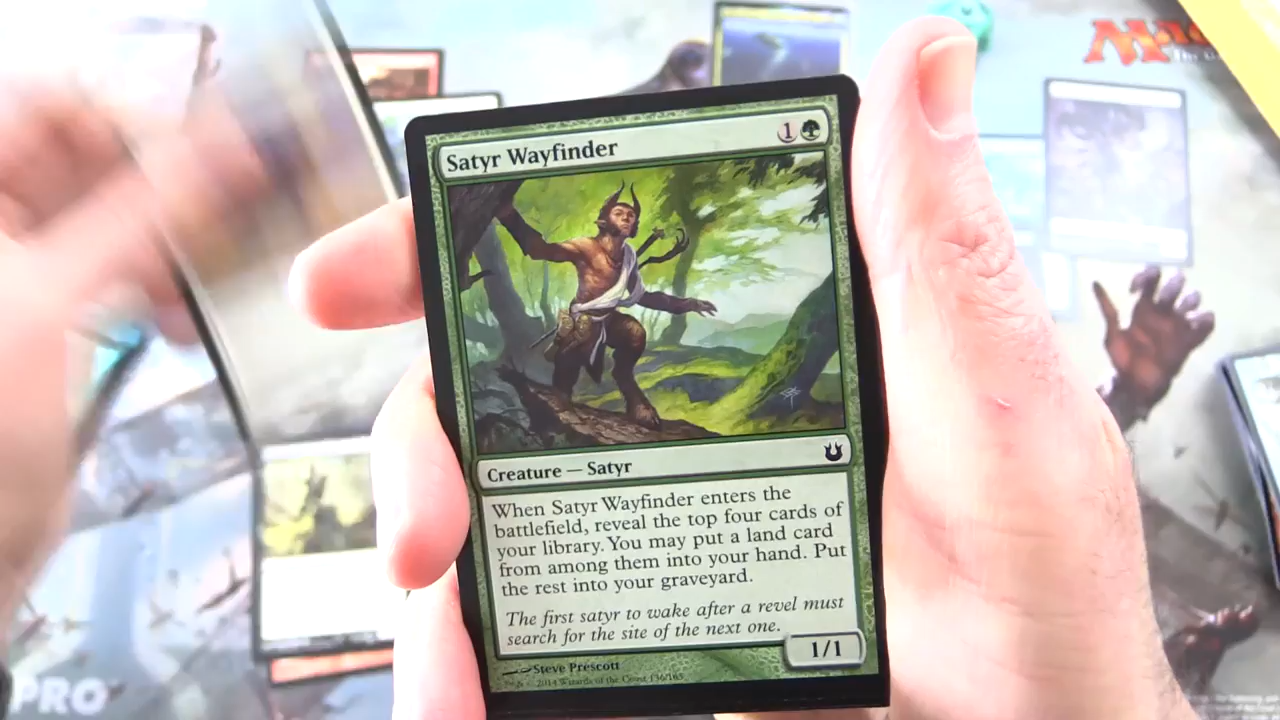 Satyr Wayfinder
1
Creature — Satyr
When Satyr Wayfinder enters the
battlefield, reveal the top four cards of
your library. You may put a land card
from among them into your hand. Put
the rest into your graveyard.
The first satyr to wake after a revel must
search for the site of the next one.
1/1
Steve Prescott
2014 Wizards of the Coast 136/165
PRO